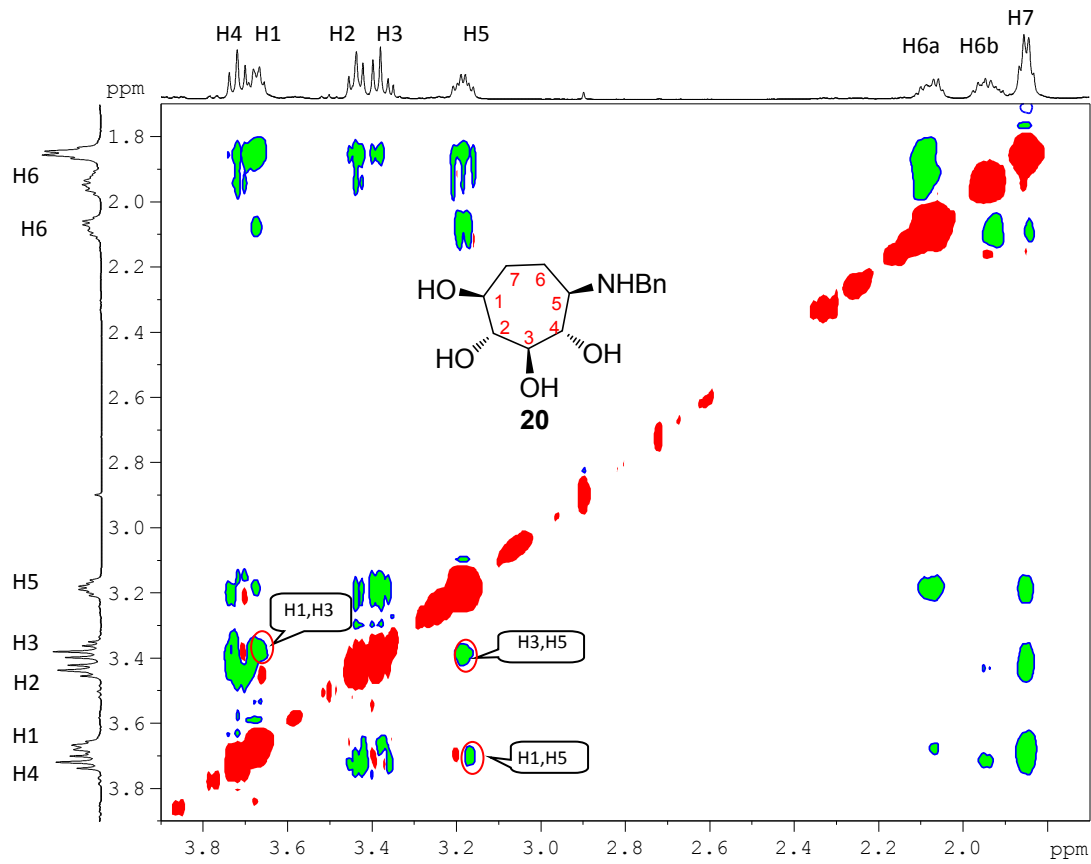 H4 H1 H2 H3 H5 H6a H6b H7
ppm
1.8
H6
2.0
H6
2.2
7 6
HO NHBn
1 5
2.4
2 4
3
HO OH
2.6
OH
20
2.8
3.0
H5
3.2
H1,H3
H3
H3,H5
3.4
H2
3.6
H1
H1,H5
H4
3.8
3.8 3.6 3.4 3.2 3.0 2.8 2.6 2.4 2.2 2.0 ppm